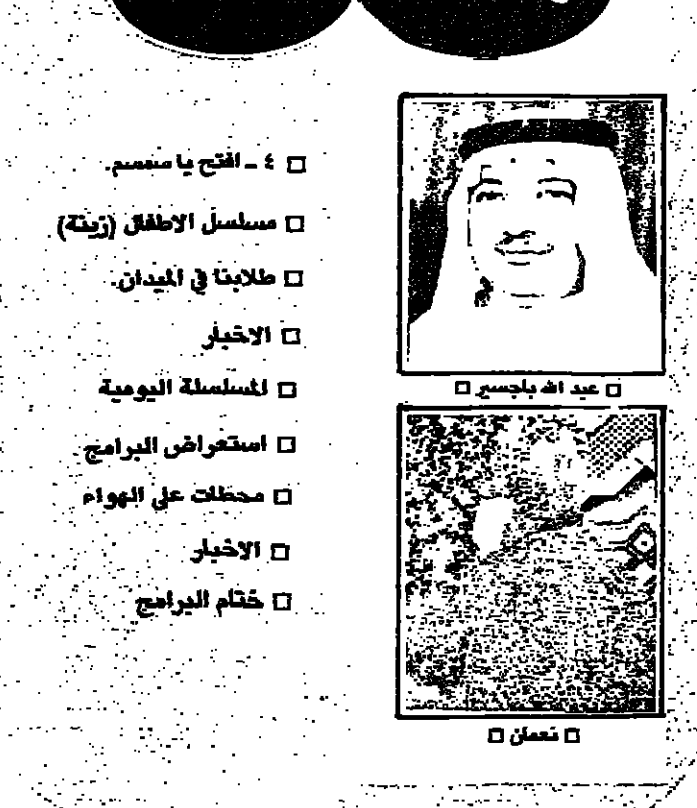 □ ٤ ــ افتح يا سمسم.
□ مسلسل الاطفال (زينة)
□ طلابنا في الميدان.
□ الاخبار
□ المسلسلة اليومية
□ استعراض البرامج
□ محطات على الهواء
□ الاخبار
□ ختام البرامج
□ عبد الله باجسير □
□ نعمان □